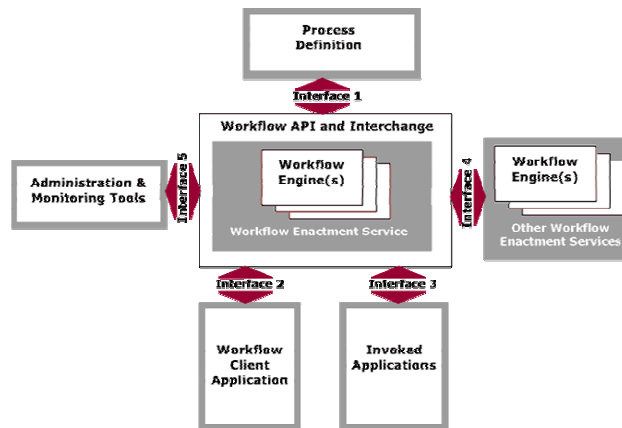 Process
Definition
Interface 1
Workflow API and Interchange
Workflow
Engine(s)
Workflow Enactment Service
Interface 5
Administration &
Monitoring Tools
Interface 4
Workflow
Engine(s)
Other Workflow
Enactment Services
Interface 2
Interface 3
Workflow
Client
Application
Invoked
Applications